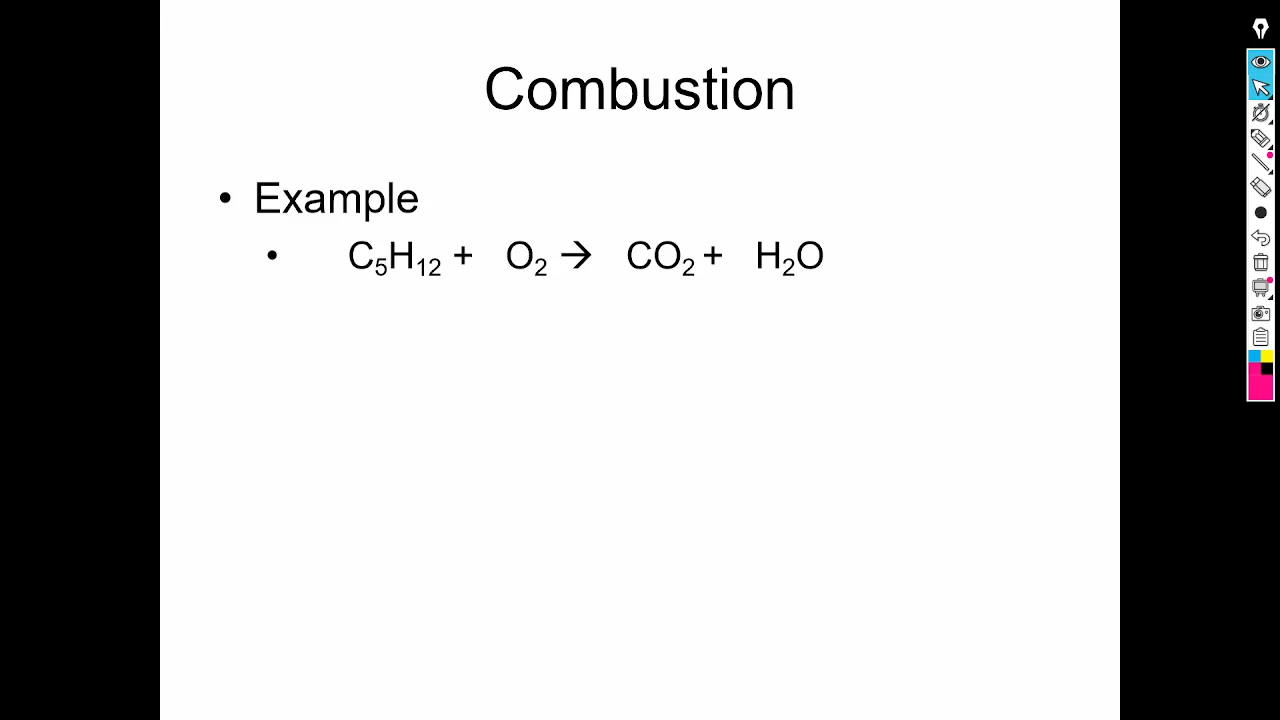 Combustion
• Example
• C₅H₁₂ + O₂ → CO₂ + H₂O